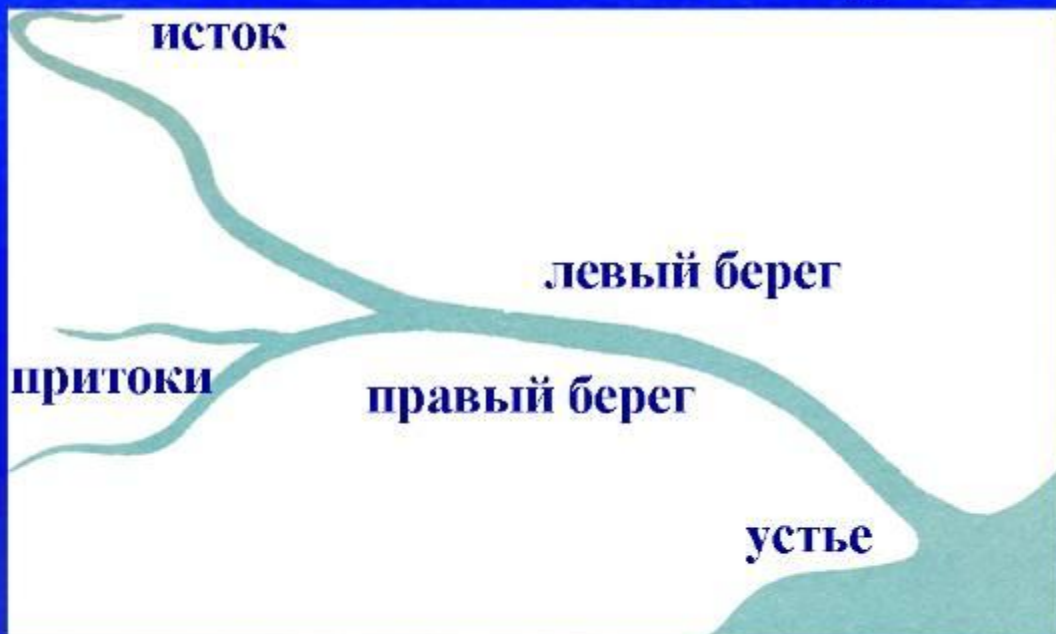 исток
левый берег
притоки
правый берег
устье